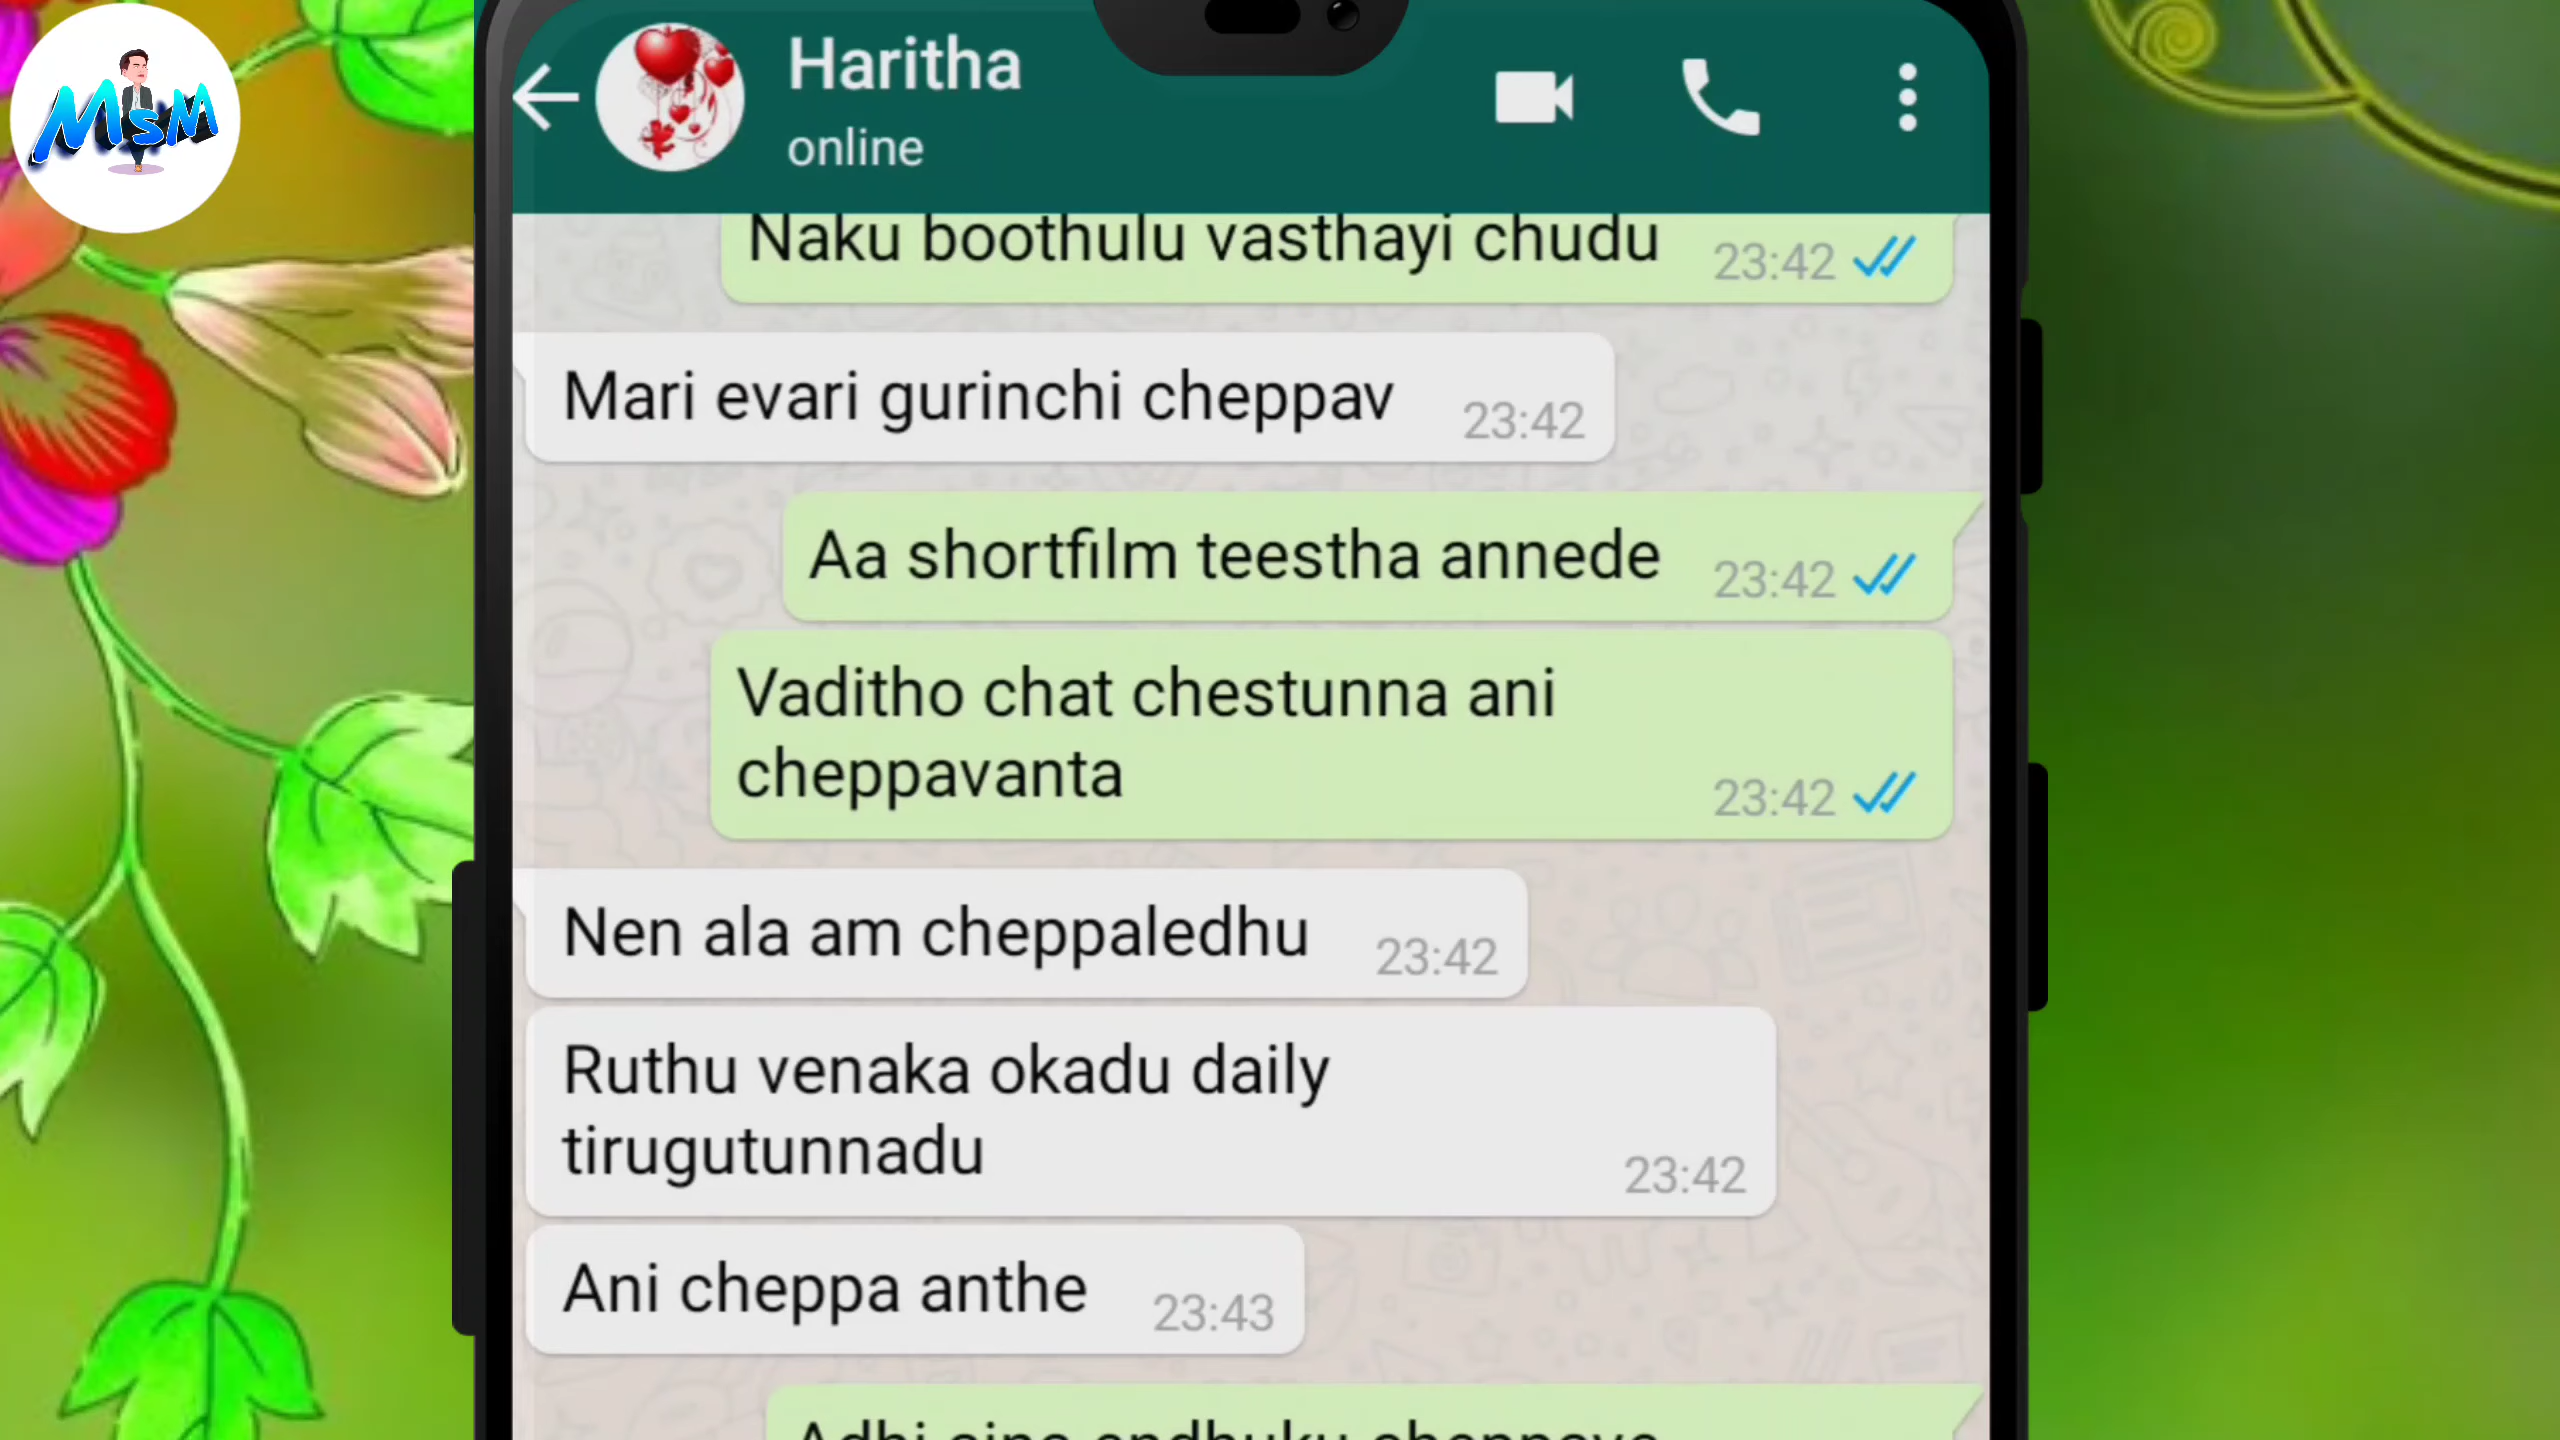 MSM
Haritha
online
Naku boothulu vasthayi chudu 23:42
Mari evari gurinchi cheppav 23:42
Aa shortfilm teestha annede 23:42
Vaditho chat chestunna ani
cheppavanta 23:42
Nen ala am cheppaledhu 23:42
Ruthu venaka okadu daily
tirugutunnadu 23:42
Ani cheppa anthe 23:43